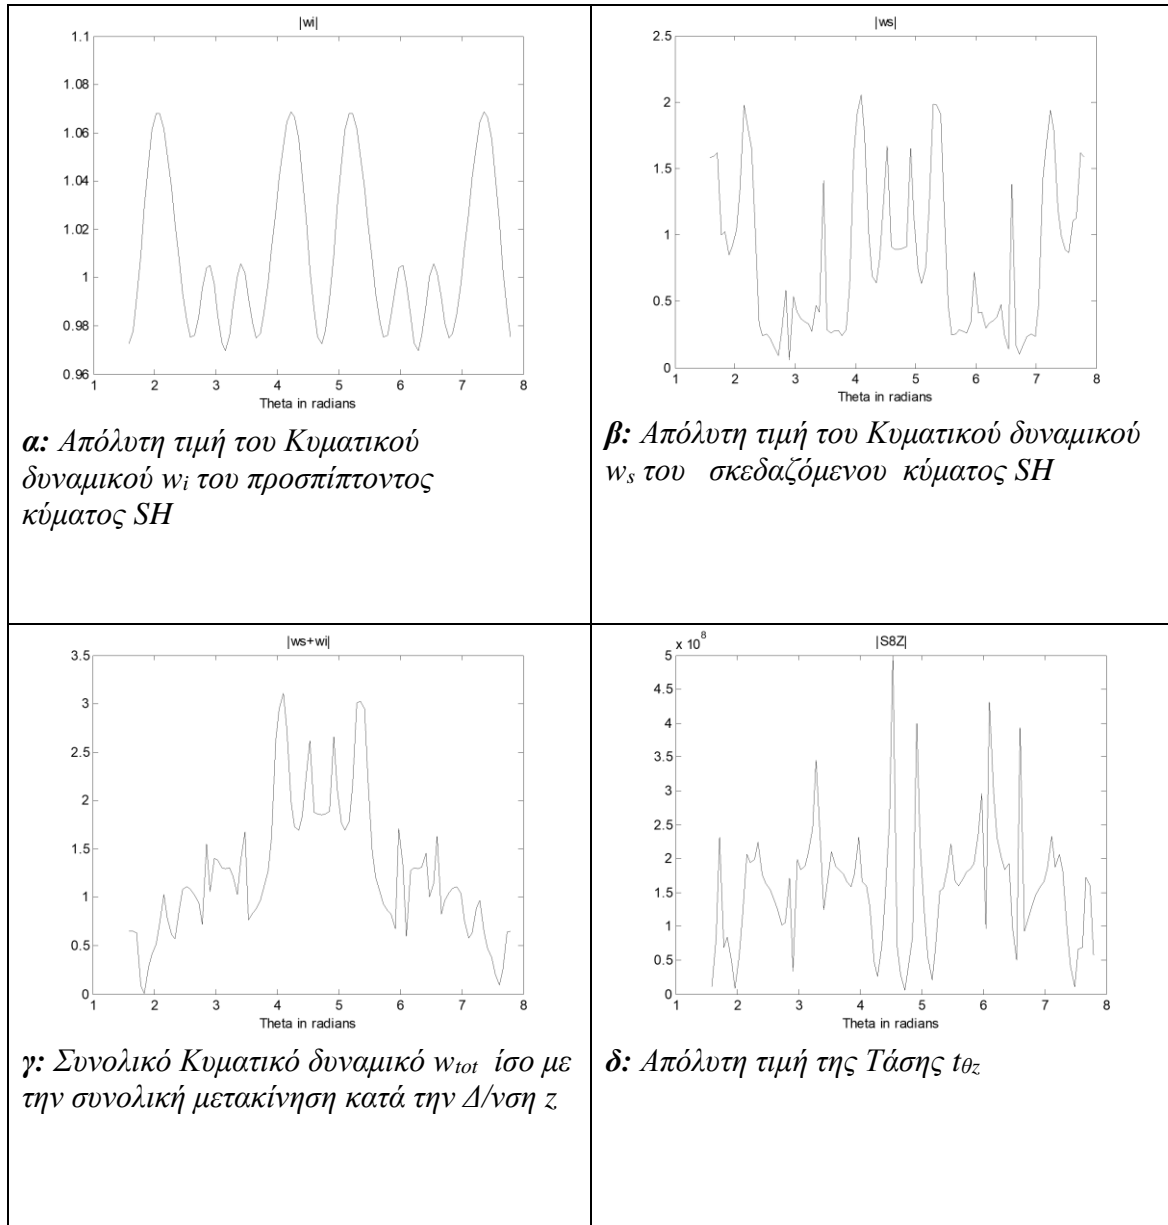 |wi|
1.1
1.08
1.06
1.04
1.02
1
0.98
0.96
1 2 3 4 5 6 7 8
Theta in radians
α: Απόλυτη τιμή του Κυματικού
δυναμικού wi του προσπίπτοντος
κύματος SH
|ws|
2.5
2
1.5
1
0.5
0
1 2 3 4 5 6 7 8
Theta in radians
β: Απόλυτη τιμή του Κυματικού δυναμικού
ws του σκεδαζόμενου κύματος SH
|ws+wi|
3.5
3
2.5
2
1.5
1
0.5
0
1 2 3 4 5 6 7 8
Theta in radians
γ: Συνολικό Κυματικό δυναμικό wtot ίσο με
την συνολική μετακίνηση κατά την Δ/νση z
|S8Z|
x 10^8
5
4.5
4
3.5
3
2.5
2
1.5
1
0.5
0
1 2 3 4 5 6 7 8
Theta in radians
δ: Απόλυτη τιμή της Τάσης tθz